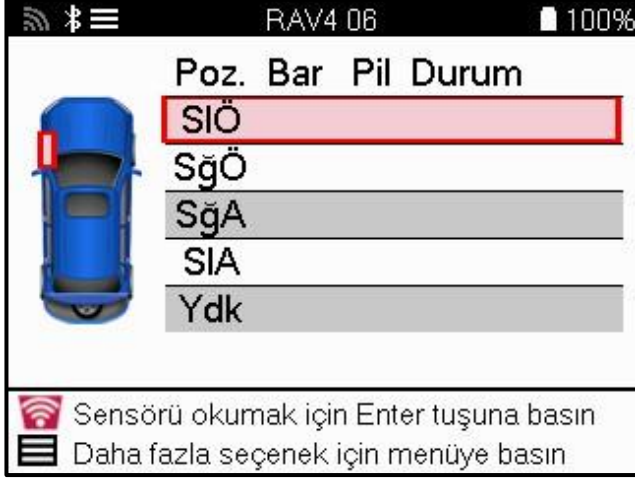 RAV4 06 100%
Poz. Bar Pil Durum
SlÖ
SğÖ
SğA
SlA
Ydk
Sensörü okumak için Enter tuşuna basın
Daha fazla seçenek için menüye basın